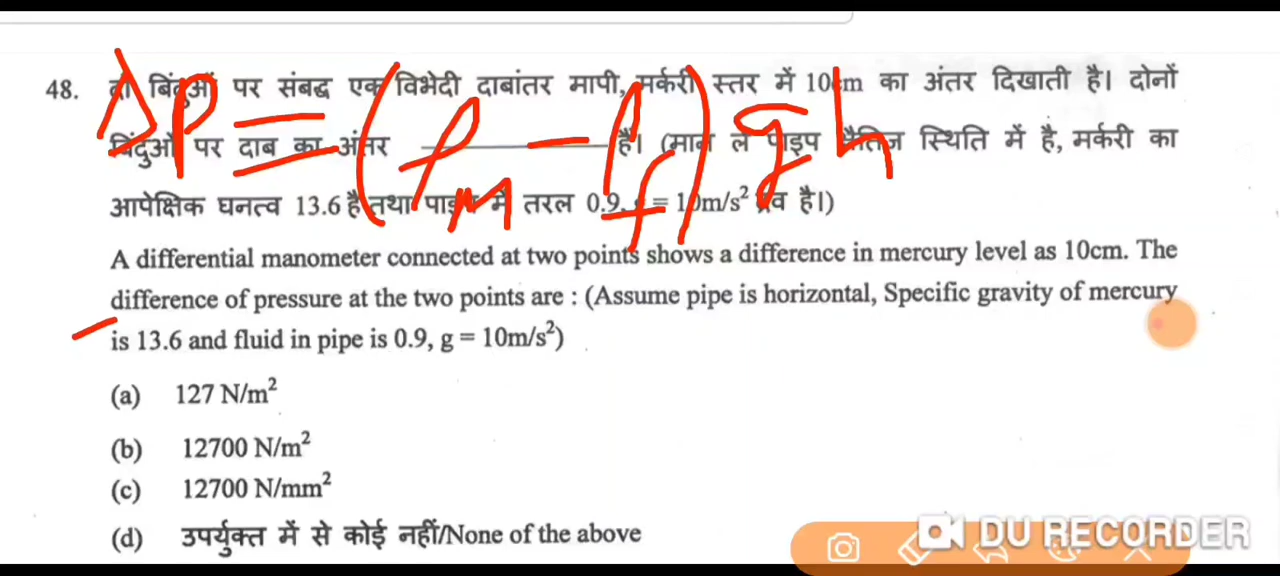 48. दो बिंदुओं पर संबद्ध एक विभेदी दाबांतर मापी, मर्करी स्तर में 10cm का अंतर दिखाती है। दोनों
बिंदुओं पर दाब का अंतर ____________ है। (मान लें पाइप क्षैतिज स्थिति में है, मर्करी का
आपेक्षिक घनत्व 13.6 है तथा पाइप में तरल 0.9, g = 10m/s² द्रव है।)
ΔP = (ρm - ρf) g h
A differential manometer connected at two points shows a difference in mercury level as 10cm. The
difference of pressure at the two points are : (Assume pipe is horizontal, Specific gravity of mercury
is 13.6 and fluid in pipe is 0.9, g = 10m/s²)
(a) 127 N/m²
(b) 12700 N/m²
(c) 12700 N/mm²
(d) उपर्युक्त में से कोई नहीं/None of the above
DU RECORDER